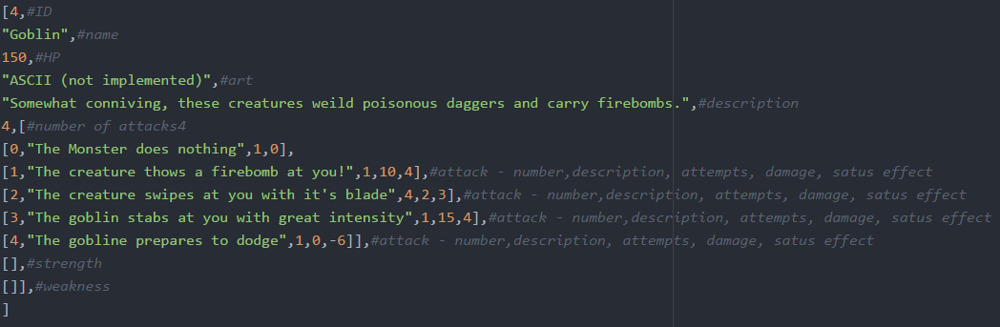 [4,#ID
"Goblin",#name
150,#HP
"ASCII (not implemented)",#art
"Somewhat conniving, these creatures weild poisonous daggers and carry firebombs.",#description
4,[#number of attacks4
[0,"The Monster does nothing",1,0],
[1,"The creature thows a firebomb at you!",1,10,4],#attack - number,description, attempts, damage, satus effect
[2,"The creature swipes at you with it's blade",4,2,3],#attack - number,description, attempts, damage, satus effect
[3,"The goblin stabs at you with great intensity",1,15,4],#attack - number,description, attempts, damage, satus effect
[4,"The gobline prepares to dodge",1,0,-6]],#attack - number,description, attempts, damage, satus effect
[],#strength
[]],#weakness
]